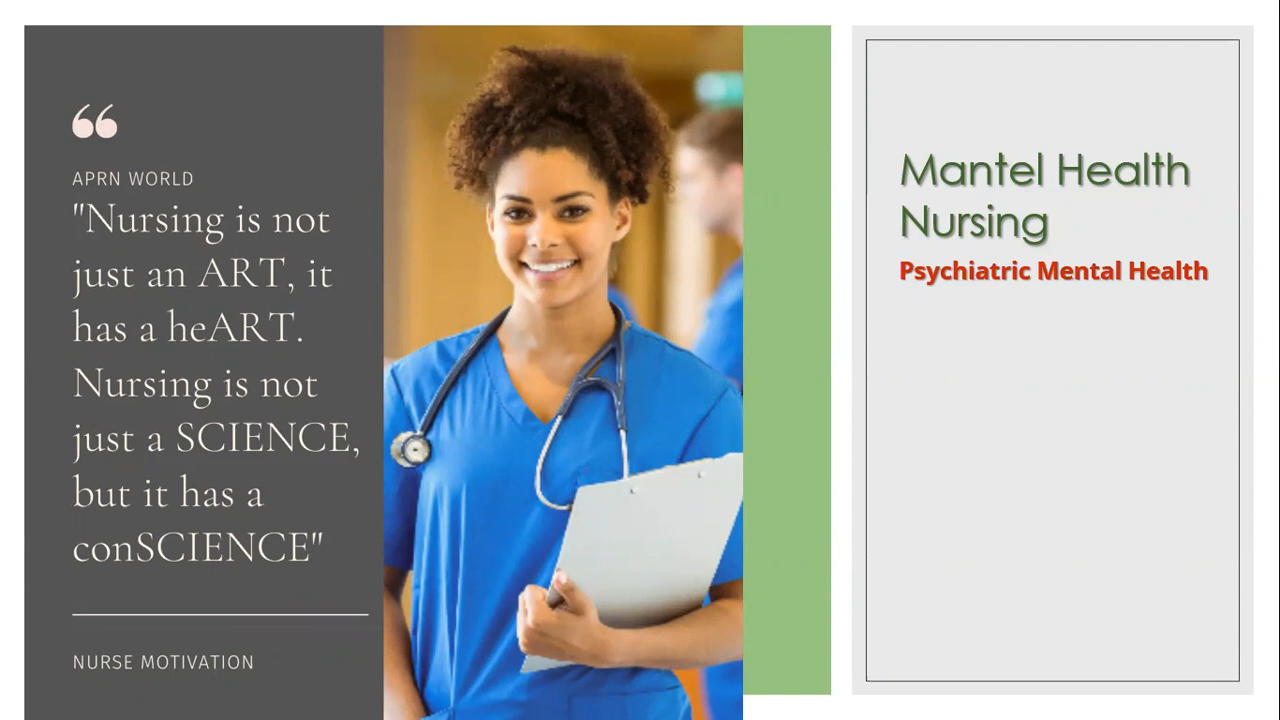 APRN WORLD
"Nursing is not
just an ART, it
has a heART.
Nursing is not
just a SCIENCE,
but it has a
conSCIENCE"
NURSE MOTIVATION
Mantel Health
Nursing
Psychiatric Mental Health